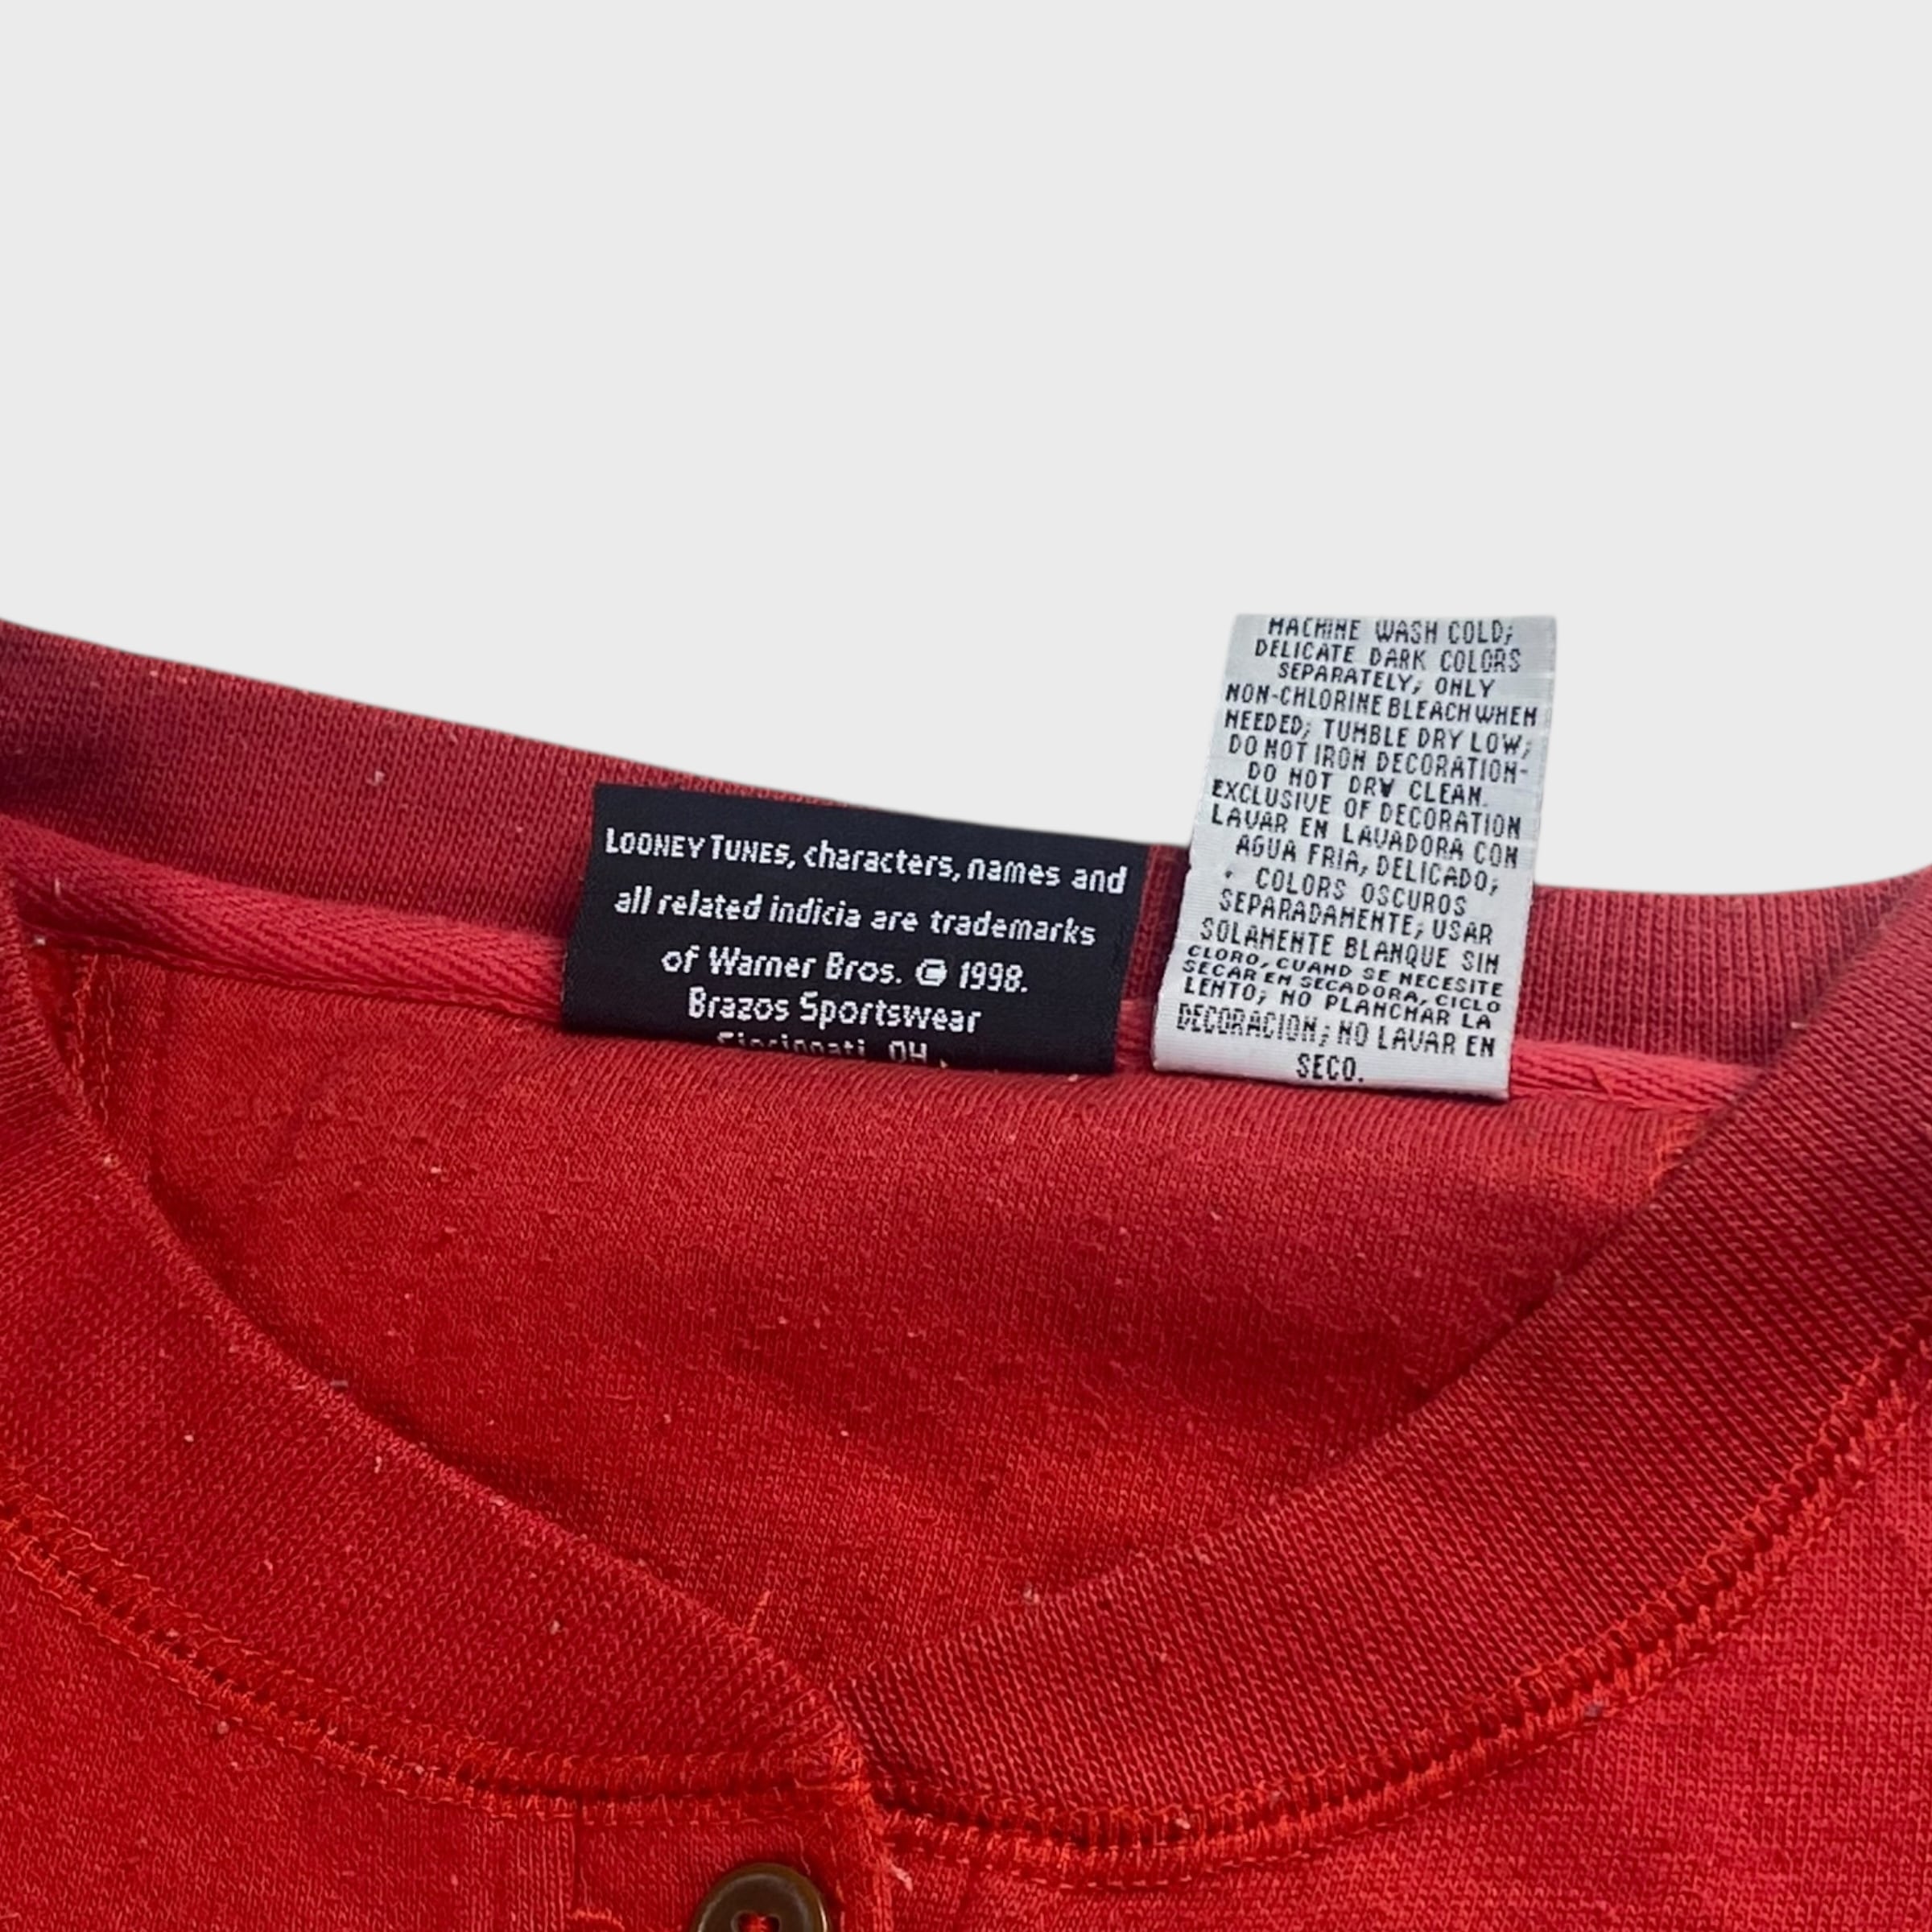 LOONEY TUNES, characters, names and
all related indicia are trademarks
of Warner Bros. © 1998.
Brazos Sportswear
Cincinnati, OH
MACHINE WASH COLD;
DELICATE DARK COLORS
SEPARATELY; ONLY
NON-CHLORINE BLEACH WHEN
NEEDED; TUMBLE DRY LOW;
DO NOT IRON DECORATION-
DO NOT DRY CLEAN.
EXCLUSIVE OF DECORATION
LAVAR EN LAVADORA CON
AGUA FRIA, DELICADO;
COLORS OSCUROS
SEPARADAMENTE; USAR
SOLAMENTE BLANQUE SIN
CLORO, CUANDO SE NECESITE
SECAR EN SECADORA, CICLO
LENTO; NO PLANCHAR LA
DECORACION; NO LAVAR EN
SECO.